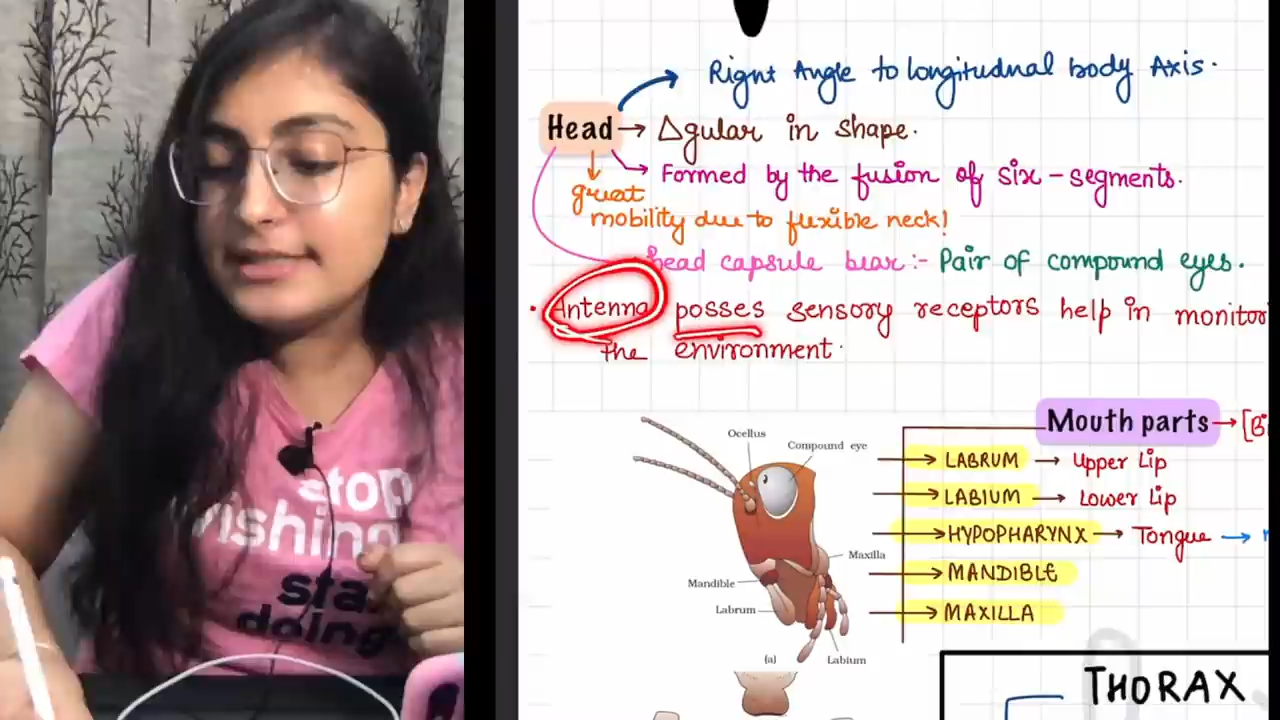 Right Angle to longitudnal body Axis.
Head → Δgular in shape.
Formed by the fusion of six-segments.
great
mobility due to flexible neck!
head capsule bear:- Pair of compound eyes.
• Antenna posses sensory receptors help in monitor
the environment.
Mouth parts →
Ocellus
Compound eye
LABRUM → Upper Lip
LABIUM → Lower Lip
HYPOPHARYNX → Tongue →
Maxilla
MANDIBLE
Mandible
Labrum
MAXILLA
(a)
Labium
THORAX
stop
wishing
start
doing